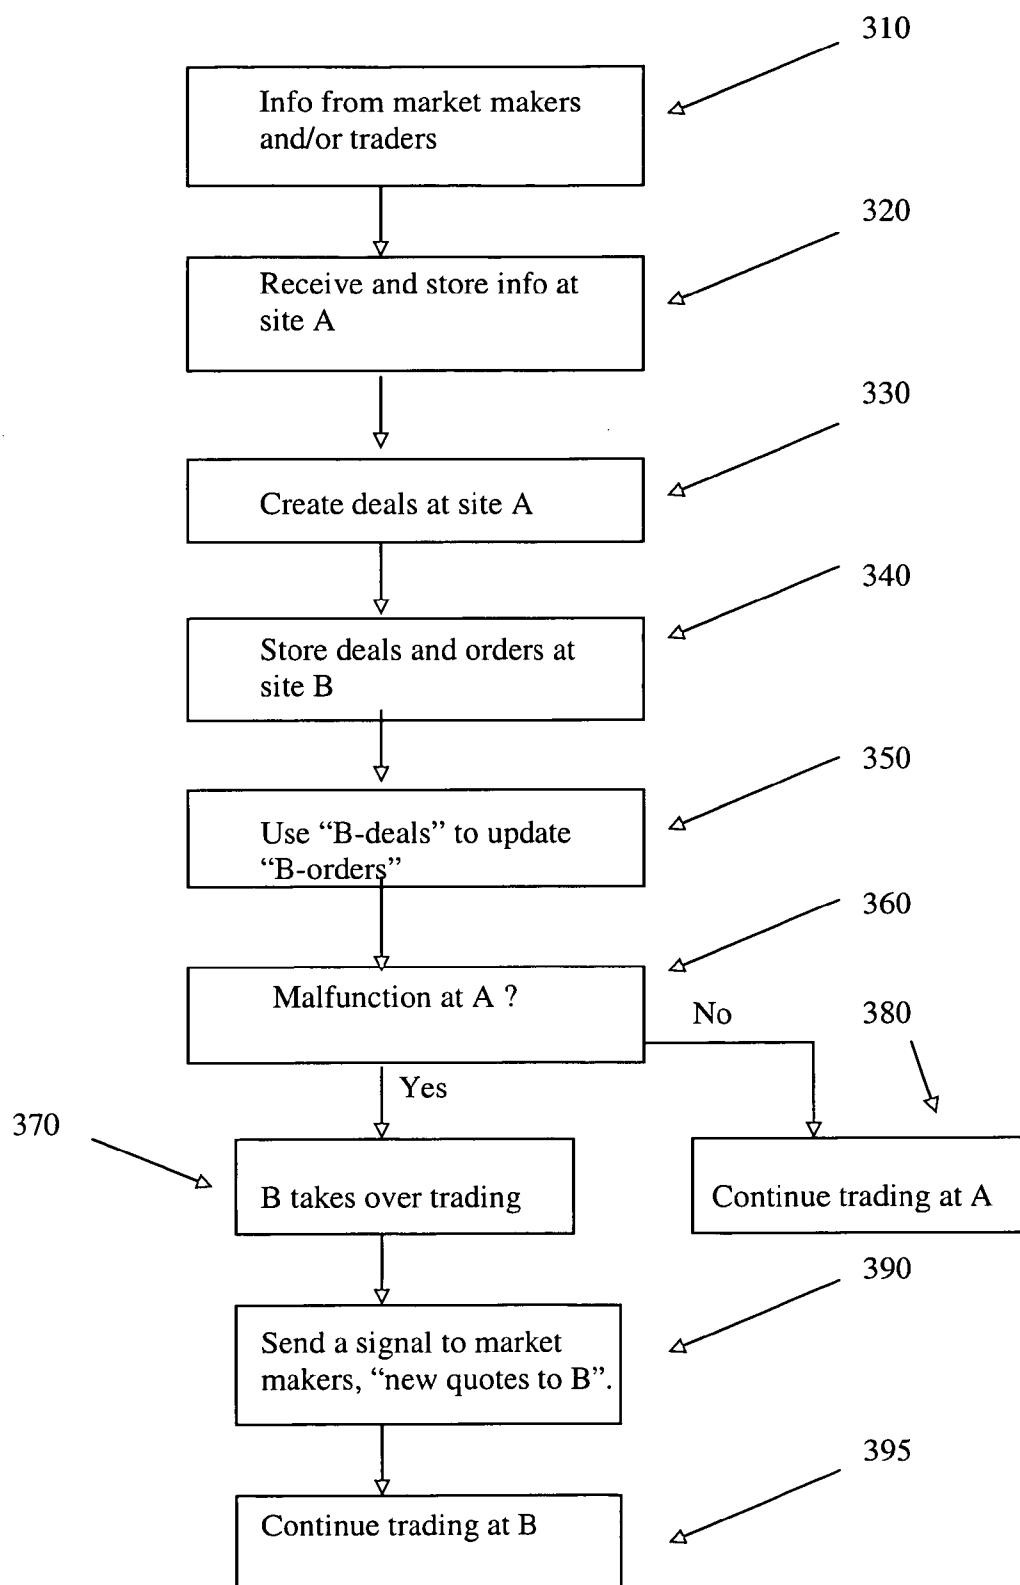 310
Info from market makers
and/or traders
320
Receive and store info at
site A
330
Create deals at site A
340
Store deals and orders at
site B
350
Use “B-deals” to update
“B-orders”
360
Malfunction at A ?
No
380
Yes
370
B takes over trading
Continue trading at A
390
Send a signal to market
makers, “new quotes to B”.
395
Continue trading at B